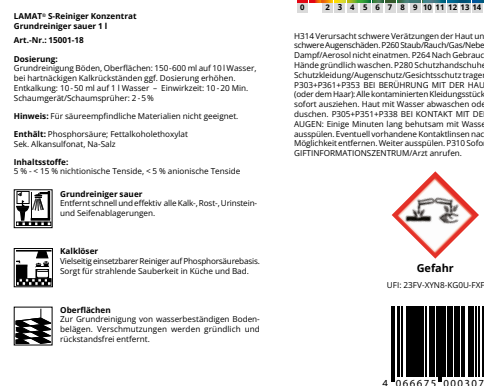 LAMAT® S-Reiniger Konzentrat
Grundreiniger sauer 1 l
Art.-Nr.: 15001-18
Dosierung:
Grundreinigung Böden, Oberflächen: 150-600 ml auf 10 l Wasser,
bei hartnäckigen Kalkrückständen ggf. Dosierung erhöhen.
Entkalkung: 10-50 ml auf 1 l Wasser – Einwirkzeit: 10-20 Min.
Schaumgerät/Schaumsprüher: 2-5%
Hinweis: Für säureempfindliche Materialien nicht geeignet.
Enthält: Phosphorsäure; Fettalkoholethoxylat
Sek. Alkansulfonat, Na-Salz
Inhaltsstoffe:
5 % - < 15 % nichtionische Tenside, < 5 % anionische Tenside
Grundreiniger sauer
Entfernt schnell und effektiv alle Kalk-, Rost-, Urinstein-
und Seifenablagerungen.
Kalklöser
Vielseitig einsetzbarer Reiniger auf Phosphorsäurebasis.
Sorgt für strahlende Sauberkeit in Küche und Bad.
Oberflächen
Zur Grundreinigung von wasserbeständigen Boden-
belägen. Verschmutzungen werden gründlich und
rückstandsfrei entfernt.
0 2 3 4 5 6 7 8 9 10 11 12 13 14
H314 Verursacht schwere Verätzungen der Haut un
schwere Augenschäden. P260 Staub/Rauch/Gas/Nebe
Dampf/Aerosol nicht einatmen. P264 Nach Gebrauc
Hände gründlich waschen. P280 Schutzhandschuhe
Schutzkleidung/Augenschutz/Gesichtsschutz trager
P303+P361+P353 BEI BERÜHRUNG MIT DER HAU
(oder dem Haar): Alle kontaminierten Kleidungsstück
sofort ausziehen. Haut mit Wasser abwaschen ode
duschen. P305+P351+P338 BEI KONTAKT MIT DE
AUGEN: Einige Minuten lang behutsam mit Wasse
ausspülen. Eventuell vorhandene Kontaktlinsen nac
Möglichkeit entfernen. Weiter ausspülen. P310 Sofor
GIFTINFORMATIONSZENTRUM/Arzt anrufen.
Gefahr
UFI: 23FV-XYN8-KG0U-FXF
4 066675 000307